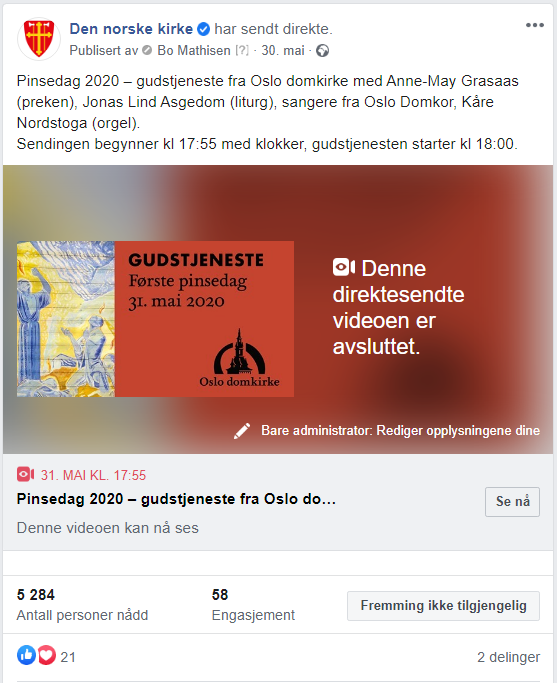 Den norske kirke har sendt direkte.
Publisert av Bo Mathisen [?] · 30. mai ·
Pinsedag 2020 – gudstjeneste fra Oslo domkirke med Anne-May Grasaas
(preken), Jonas Lind Asgedom (liturg), sangere fra Oslo Domkor, Kåre
Nordstoga (orgel).
Sendingen begynner kl 17:55 med klokker, gudstjenesten starter kl 18:00.
GUDSTJENESTE
Første pinsedag
31. mai 2020
Oslo domkirke
Denne
direktesendte
videoen er
avsluttet.
Bare administrator: Rediger opplysningene dine
31. MAI KL. 17:55
Pinsedag 2020 – gudstjeneste fra Oslo do…
Se nå
Denne videoen kan nå ses
5 284
Antall personer nådd
58
Engasjement
Fremming ikke tilgjengelig
21
2 delinger